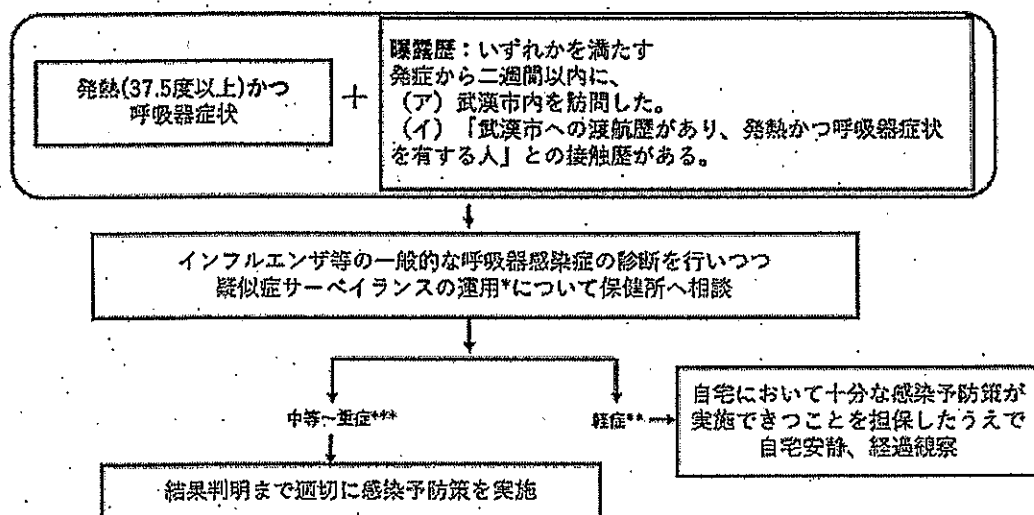 発熱(37.5度以上)かつ
呼吸器症状
+
曝露歴：いずれかを満たす
発症から二週間以内に、
（ア）武漢市内を訪問した。
（イ）「武漢市への渡航歴があり、発熱かつ呼吸器症状
を有する人」との接触歴がある。
インフルエンザ等の一般的な呼吸器感染症の診断を行いつつ
疑似症サーベイランスの運用*について保健所へ相談
中等～重症***
軽症**
自宅において十分な感染予防策が
実施できつことを担保したうえで
自宅安静、経過観察
結果判明まで適切に感染予防策を実施